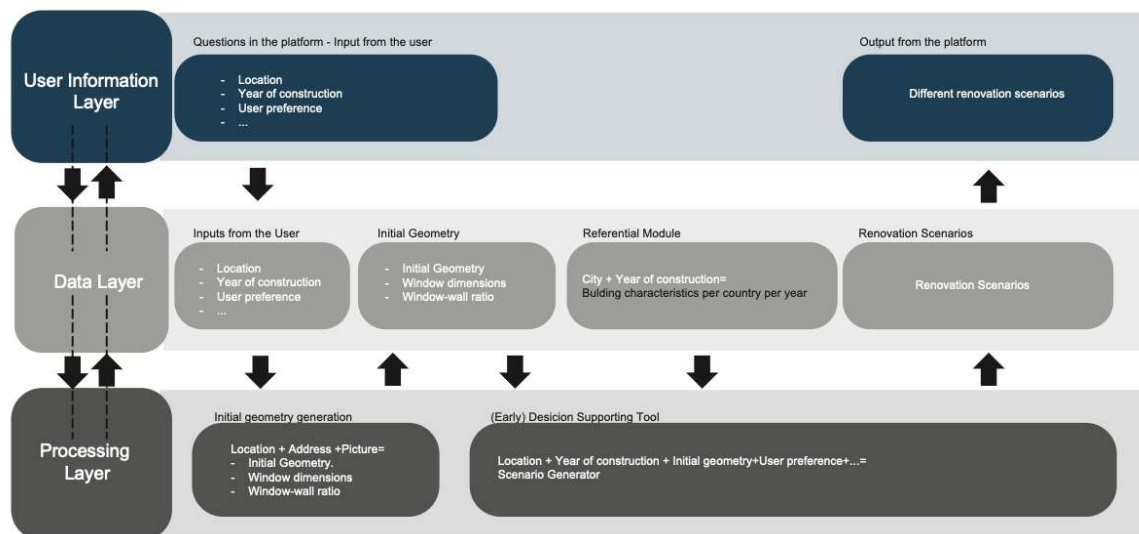 User Information
Layer
Questions in the platform - Input from the user
- Location
- Year of construction
- User preference
- ...
Output from the platform
Different renovation scenarios
Data Layer
Inputs from the User
- Location
- Year of construction
- User preference
- ...
Initial Geometry
- Initial Geometry
- Window dimensions
- Window-wall ratio
Referential Module
City + Year of construction=
Bulding characteristics per country per year
Renovation Scenarios
Renovation Scenarios
Processing
Layer
Initial geometry generation
Location + Address +Picture=
- Initial Geometry.
- Window dimensions
- Window-wall ratio
(Early) Desicion Supporting Tool
Location + Year of construction + Initial geometry+User preference+...=
Scenario Generator